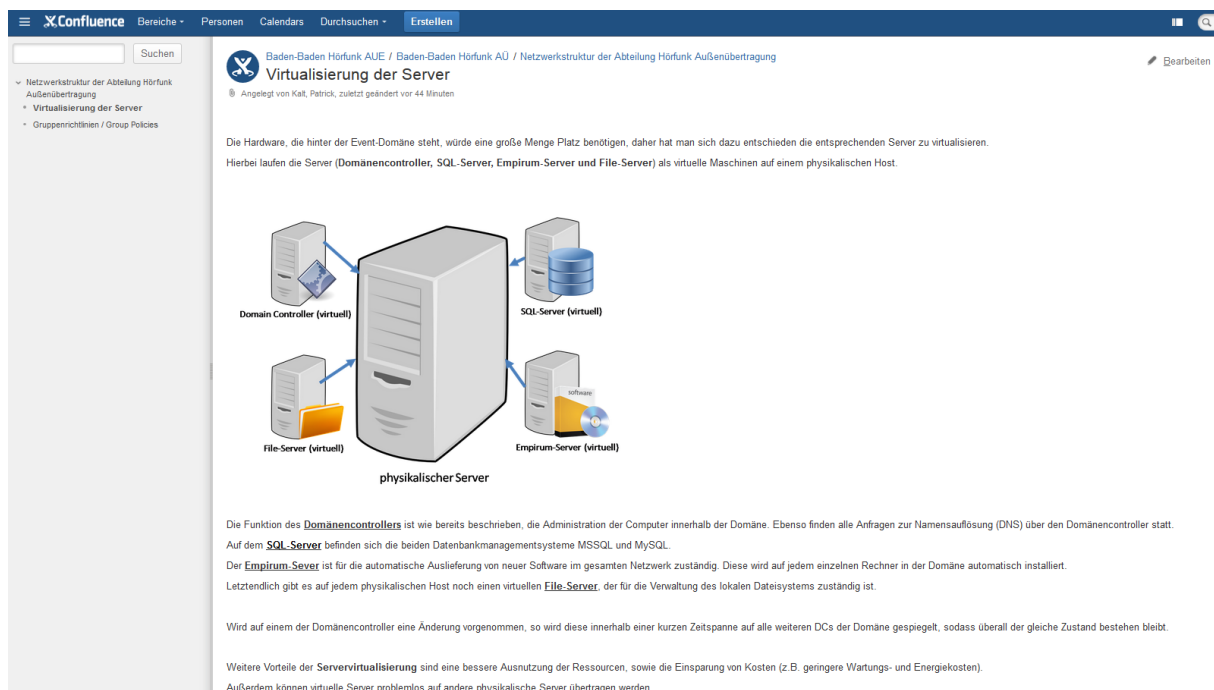 Confluence Bereiche Personen Calendars Durchsuchen Erstellen
Suchen
Netzwerkstruktur der Abteilung Hörfunk
Außenübertragung
Virtualisierung der Server
Gruppenrichtlinien / Group Policies
Baden-Baden Hörfunk AUE / Baden-Baden Hörfunk AÜ / Netzwerkstruktur der Abteilung Hörfunk Außenübertragung
Virtualisierung der Server
Angelegt von Kalt, Patrick, zuletzt geändert vor 44 Minuten
Bearbeiten
Die Hardware, die hinter der Event-Domäne steht, würde eine große Menge Platz benötigen, daher hat man sich dazu entschieden die entsprechenden Server zu virtualisieren.
Hierbei laufen die Server (Domänencontroller, SQL-Server, Empirum-Server und File-Server) als virtuelle Maschinen auf einem physikalischen Host.
Domain Controller (virtuell)
SQL-Server (virtuell)
software
File-Server (virtuell)
Empirum-Server (virtuell)
physikalischer Server
Die Funktion des Domänencontrollers ist wie bereits beschrieben, die Administration der Computer innerhalb der Domäne. Ebenso finden alle Anfragen zur Namensauflösung (DNS) über den Domänencontroller statt.
Auf dem SQL-Server befinden sich die beiden Datenbankmanagementsysteme MSSQL und MySQL.
Der Empirum-Sever ist für die automatische Auslieferung von neuer Software im gesamten Netzwerk zuständig. Diese wird auf jedem einzelnen Rechner in der Domäne automatisch installiert.
Letztendlich gibt es auf jedem physikalischen Host noch einen virtuellen File-Server, der für die Verwaltung des lokalen Dateisystems zuständig ist.
Wird auf einem der Domänencontroller eine Änderung vorgenommen, so wird diese innerhalb einer kurzen Zeitspanne auf alle weiteren DCs der Domäne gespiegelt, sodass überall der gleiche Zustand bestehen bleibt.
Weitere Vorteile der Servervirtualisierung sind eine bessere Ausnutzung der Ressourcen, sowie die Einsparung von Kosten (z.B. geringere Wartungs- und Energiekosten).
Außerdem können virtuelle Server problemlos auf andere physikalische Server übertragen werden